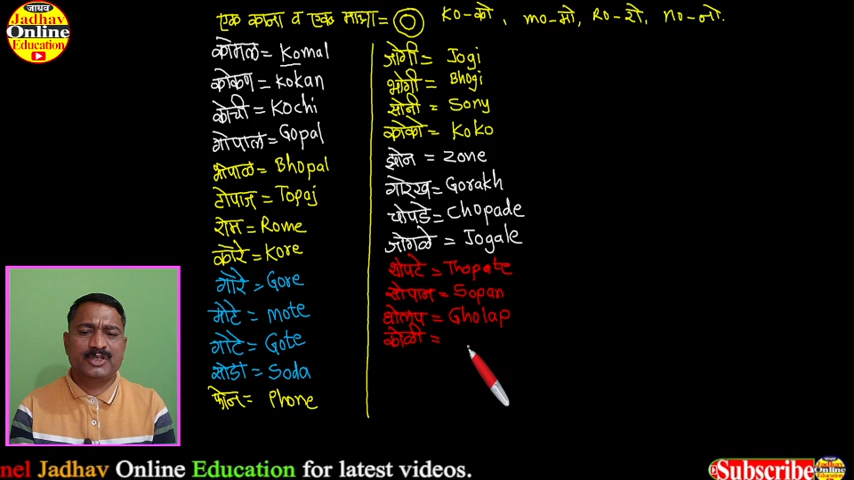 जाधव
Jadhav
Online
Education
एक काना व एक मात्रा = O Ko-को, mo-मो, Ro-रो, no-नो.
कोमल = Komal
कोकण = Kokan
कोची = Kochi
गोपाल = Gopal
भोपाळ = Bhopal
टोपाज = Topaj
रोम = Rome
कोरे = Kore
गोरे = Gore
मोटे = mote
गोटे = Gote
सोडा = Soda
फोन = Phone
जोगी = Jogi
भोगी = Bhogi
सोनी = Sony
कोको = Koko
झोन = Zone
गोरख = Gorakh
चोपडे = Chopade
जोगळे = Jogale
थोपटे = Thopate
सोपान = Sopan
घोलप = Gholap
कोळी =
nel Jadhav Online Education for latest videos.
Subscribe